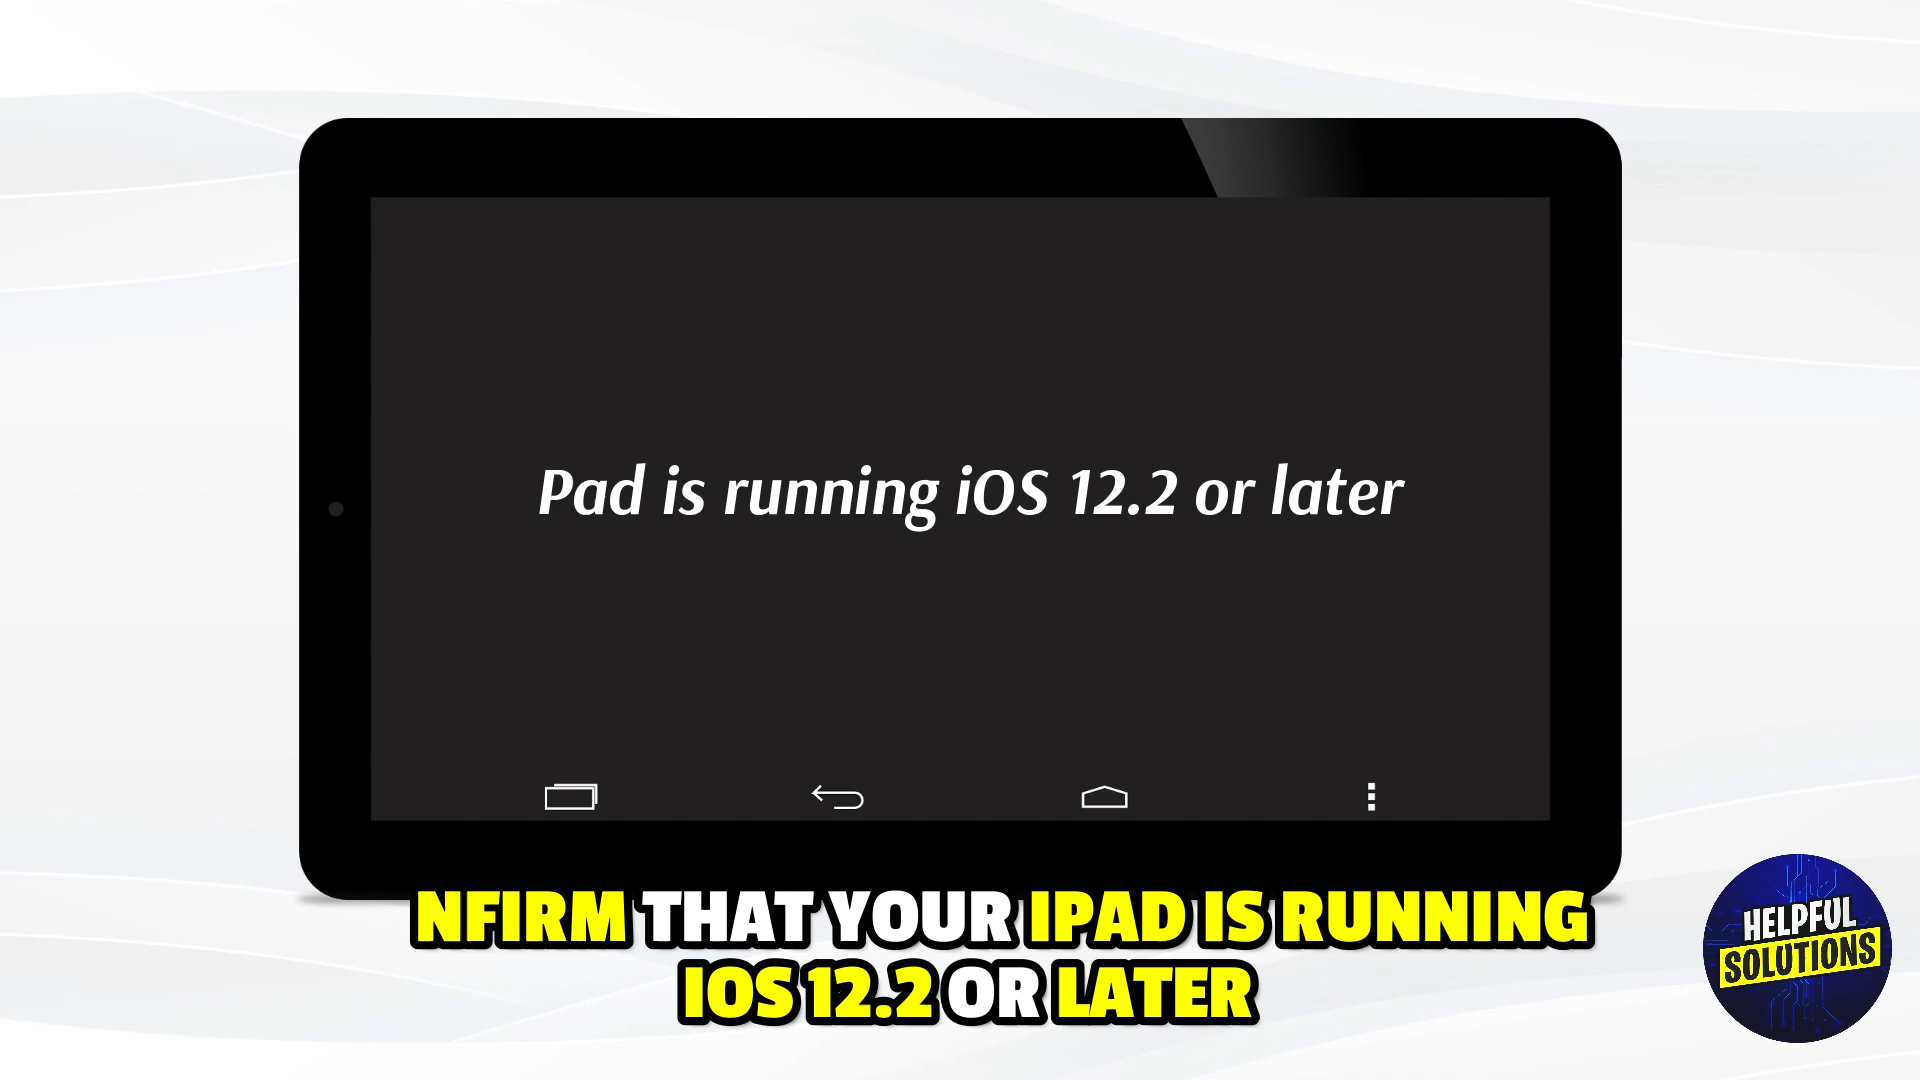 Pad is running iOS 12.2 or later
NFIRM THAT YOUR IPAD IS RUNNING
IOS 12.2 OR LATER
HELPFUL
SOLUTIONS